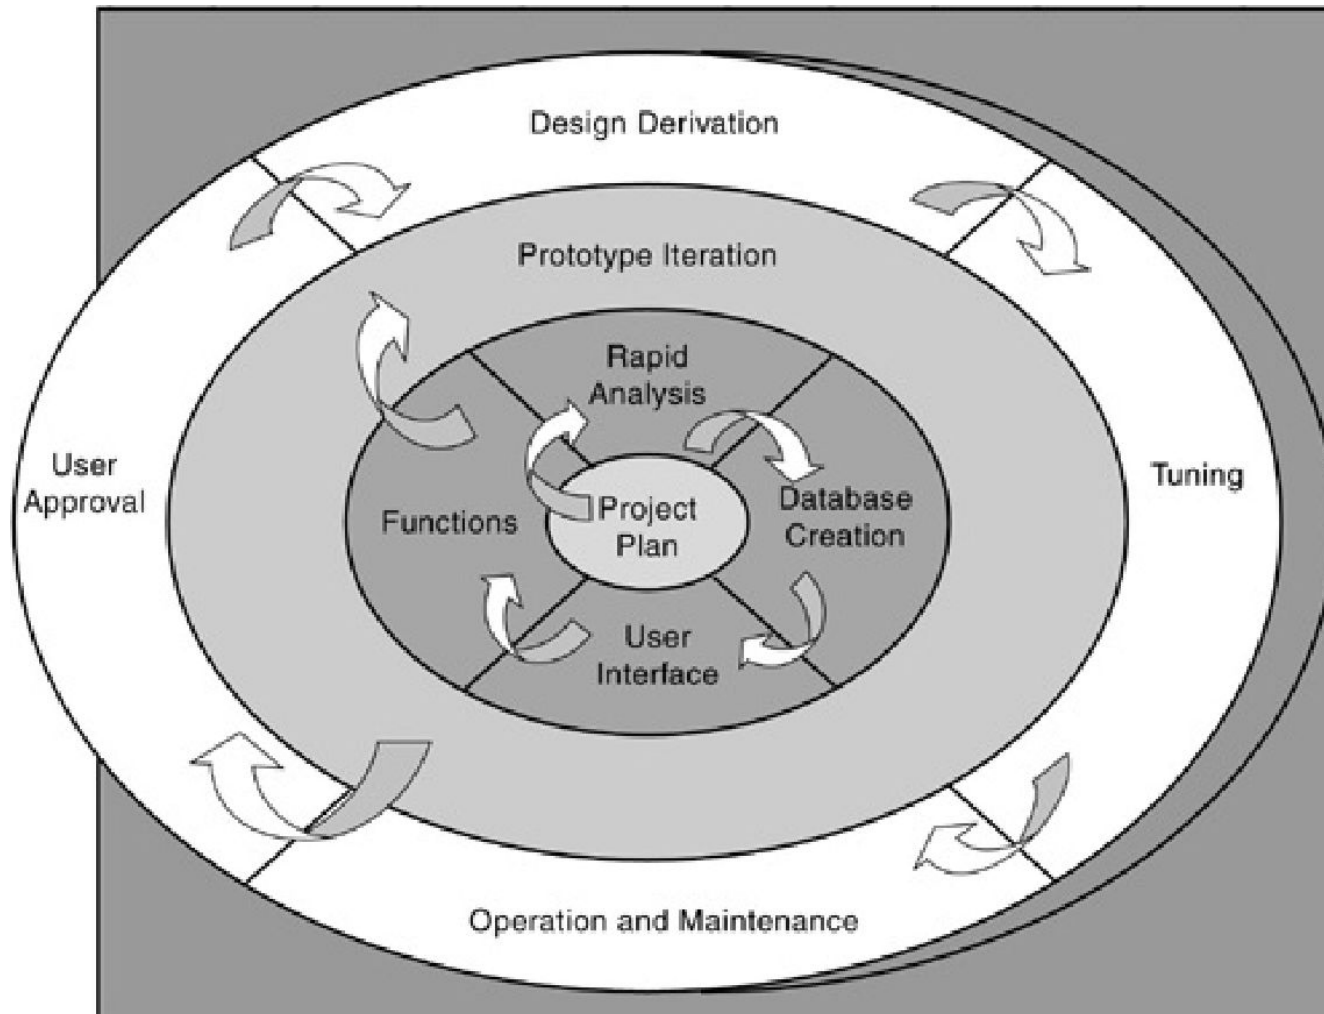 Design Derivation
Prototype Iteration
Rapid
Analysis
User
Approval
Tuning
Functions
Project
Plan
Database
Creation
User
Interface
Operation and Maintenance